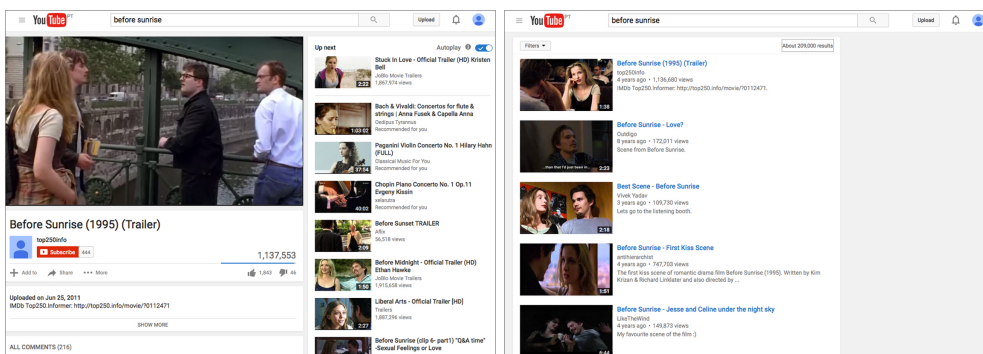 YouTube PT
before sunrise
Upload
Before Sunrise (1995) (Trailer)
top250info
Subscribe 444
1,137,553
Add to Share More
1,843 46
Uploaded on Jun 25, 2011
IMDb Top250.Informer: http://top250.info/movie/?0112471
SHOW MORE
ALL COMMENTS (216)
Up next
Autoplay
Stuck In Love - Official Trailer (HD) Kristen
Bell
JoBlo Movie Trailers
1,867,974 views
2:22
Bach & Vivaldi: Concertos for flute &
strings | Anna Fusek & Capella Anna
Oedipus Tyrannus
Recommended for you
1:03:02
Paganini Violin Concerto No. 1 Hilary Hahn
(FULL)
Classical Music For You
Recommended for you
37:54
Chopin Piano Concerto No. 1 Op.11
Evgeny Kissin
xelarutra
Recommended for you
40:02
Before Sunset TRAILER
Aflix
56,518 views
2:09
Before Midnight - Official Trailer (HD)
Ethan Hawke
JoBlo Movie Trailers
1,915,658 views
1:50
Liberal Arts - Official Trailer [HD]
Trailers
1,887,296 views
2:27
Before Sunrise (clip 6- part1) "Q&A time"
-Sexual Feelings or Love
YouTube PT
before sunrise
Upload
Filters
About 209,000 results
Before Sunrise (1995) (Trailer)
top250info
4 years ago • 1,136,680 views
IMDb Top250.Informer: http://top250.info/movie/?0112471.
1:38
Before Sunrise - Love?
Outdigo
8 years ago • 172,011 views
Scene from Before Sunrise.
2:23
Best Scene - Before Sunrise
Vivek Yadav
3 years ago • 109,730 views
Lets go to the listening booth.
2:18
Before Sunrise - First Kiss Scene
antihierarchist
4 years ago • 747,703 views
The first kiss scene of romantic drama film Before Sunrise (1995). Written by Kim
Krizan & Richard Linklater and also directed by ...
1:51
Before Sunrise - Jesse and Celine under the night sky
LikeTheWind
4 years ago • 149,873 views
My favourite scene of the film :)
6:44